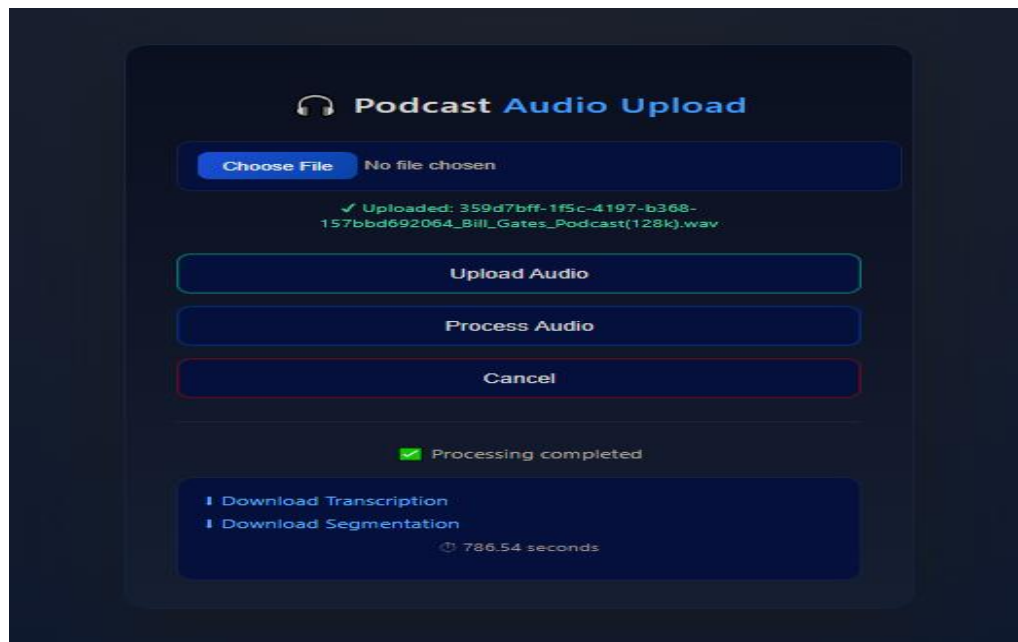 Podcast Audio Upload
Choose File No file chosen
✓ Uploaded: 359d7bff-1f5c-4197-b368-
157bbd692064_Bill_Gates_Podcast(128k).wav
Upload Audio
Process Audio
Cancel
✅ Processing completed
⬇ Download Transcription
⬇ Download Segmentation
⏱ 786.54 seconds